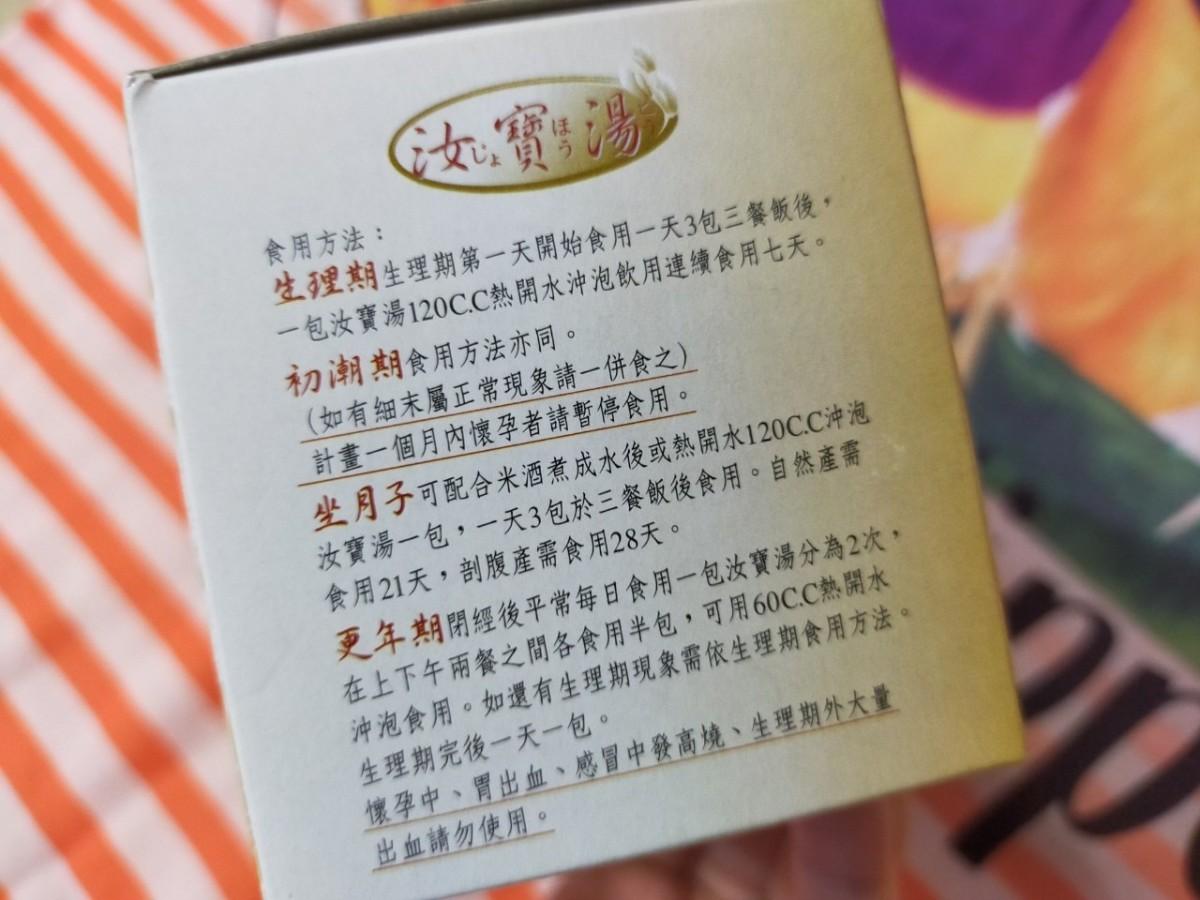 汝じょ寶ほう湯とう
食用方法：
生理期生理期第一天開始食用一天3包三餐飯後，
一包汝寶湯120C.C熱開水沖泡飲用連續食用七天。
初潮期食用方法亦同。
(如有細末屬正常現象請一併食之)
計畫一個月內懷孕者請暫停食用。
坐月子可配合米酒煮成水後或熱開水120C.C沖泡
汝寶湯一包，一天3包於三餐飯後食用。自然產需
食用21天，剖腹產需食用28天。
更年期閉經後平常每日食用一包汝寶湯分為2次，
在上下午兩餐之間各食用半包，可用60C.C熱開水
沖泡食用。如還有生理期現象需依生理期食用方法。
生理期完後一天一包。
懷孕中、胃出血、感冒中發高燒、生理期外大量
出血請勿使用。